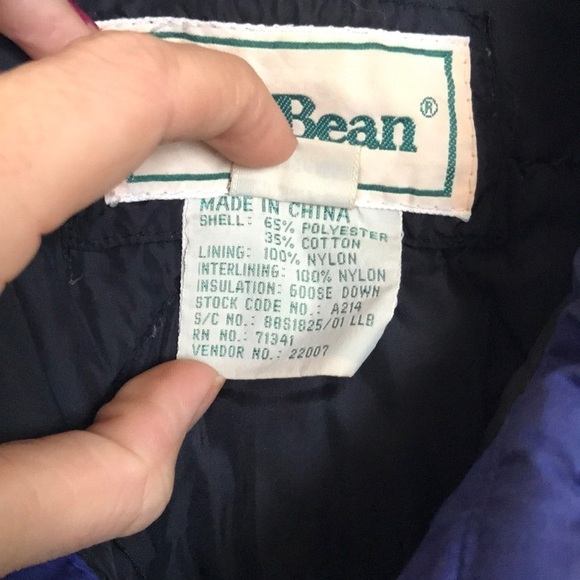 Bean®
MADE IN CHINA
SHELL: 65% POLYESTER
35% COTTON
LINING: 100% NYLON
INTERLINING: 100% NYLON
INSULATION: GOOSE DOWN
STOCK CODE NO.: A214
S/C NO.: 88S1825/01 LLB
RN NO.: 71341
VENDOR NO.: 22007